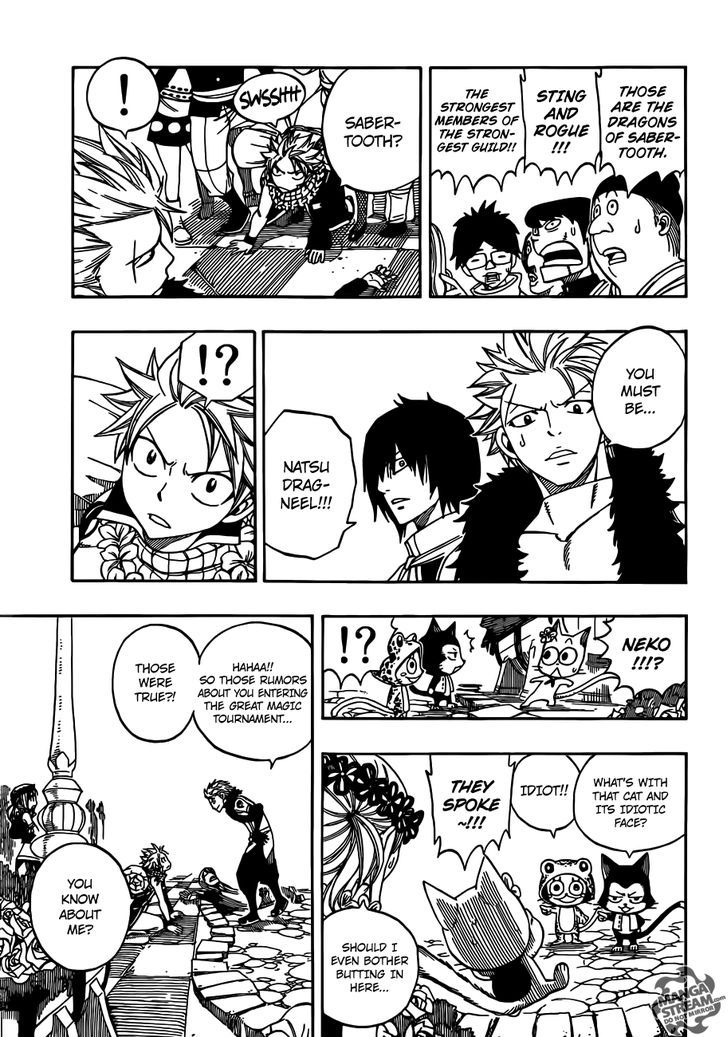 THOSE
ARE THE
DRAGONS
OF SABER-
TOOTH.
STING
AND
ROGUE
!!!
THE
STRONGEST
MEMBERS
OF THE
STRON-
GEST GUILD!!
SABER-
TOOTH?
SWSSHH
!
YOU
MUST
BE...
NATSU
DRAG-
NEEL!!!
!?
NEKO
!!!?
!?
HAHAA!!
SO THOSE RUMORS
ABOUT YOU ENTERING
THE GREAT MAGIC
TOURNAMENT...
THOSE
WERE
TRUE?!
YOU
KNOW
ABOUT
ME?
WHAT'S WITH
THAT CAT AND
ITS IDIOTIC
FACE?
IDIOT!!
THEY
SPOKE
~!!!
SHOULD
I EVEN
BOTHER
BUTTING
IN HERE...
MANGA
STREAM.com
DO NOT MIRROR